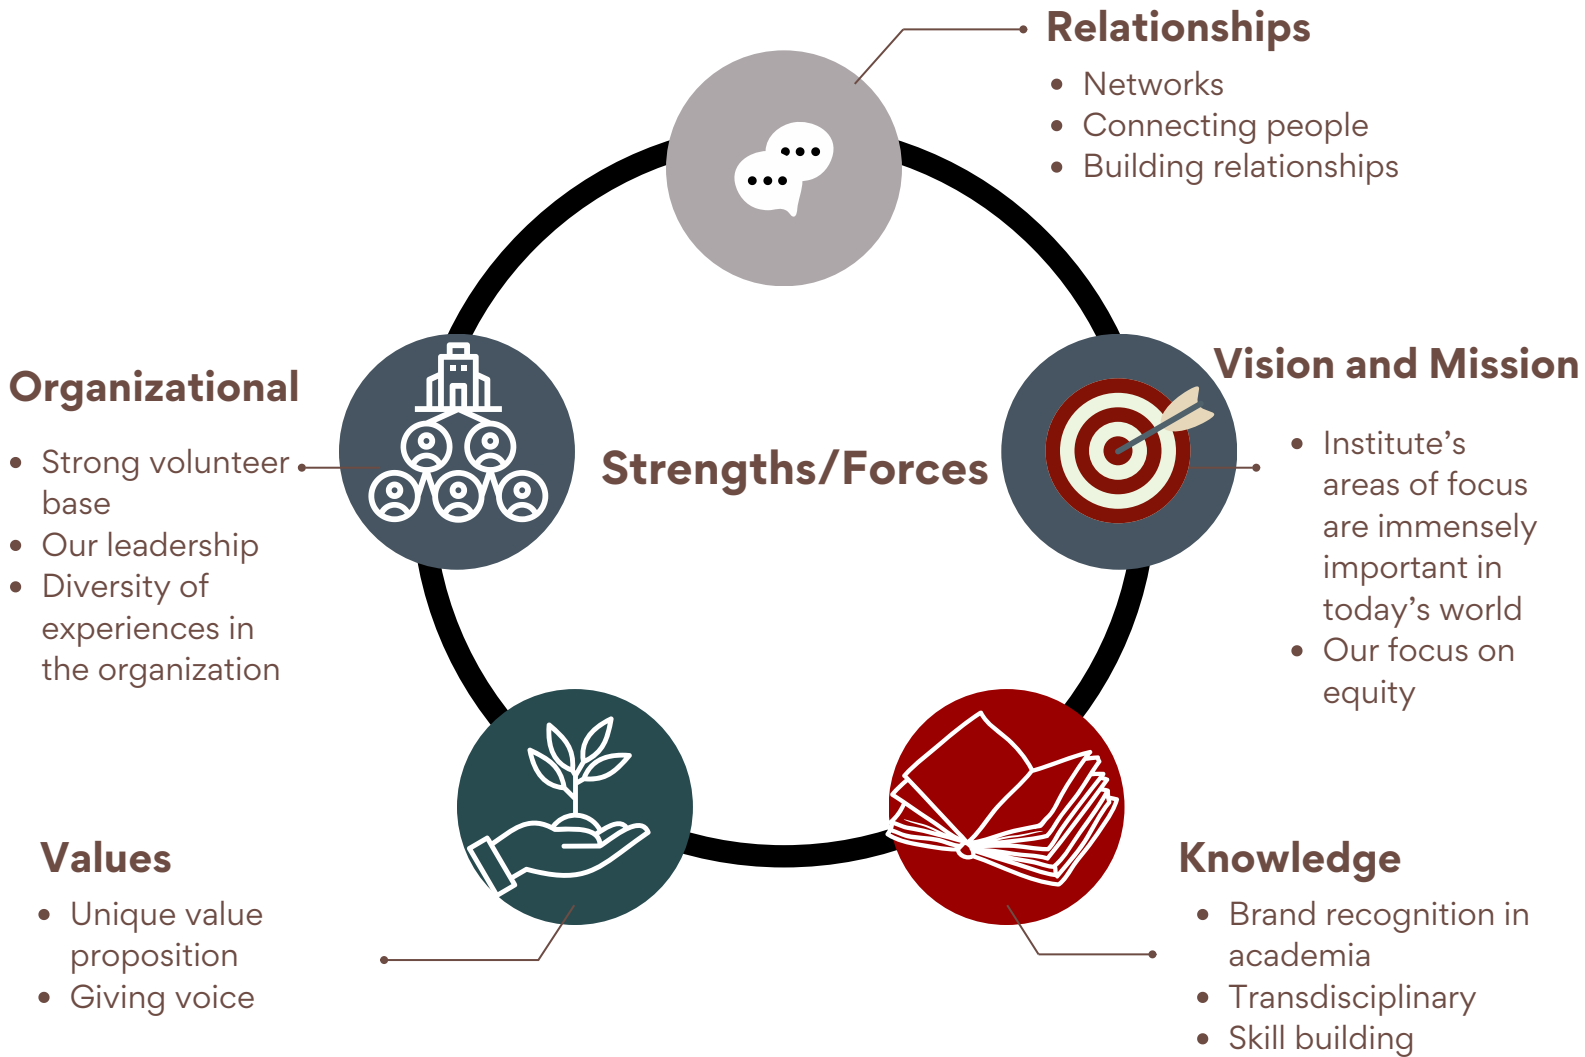 Relationships
• Networks
• Connecting people
• Building relationships
Vision and Mission
• Institute’s
areas of focus
are immensely
important in
today’s world
• Our focus on
equity
Organizational
• Strong volunteer
base
• Our leadership
• Diversity of
experiences in
the organization
Strengths/Forces
Values
• Unique value
proposition
• Giving voice
Knowledge
• Brand recognition in
academia
• Transdisciplinary
• Skill building